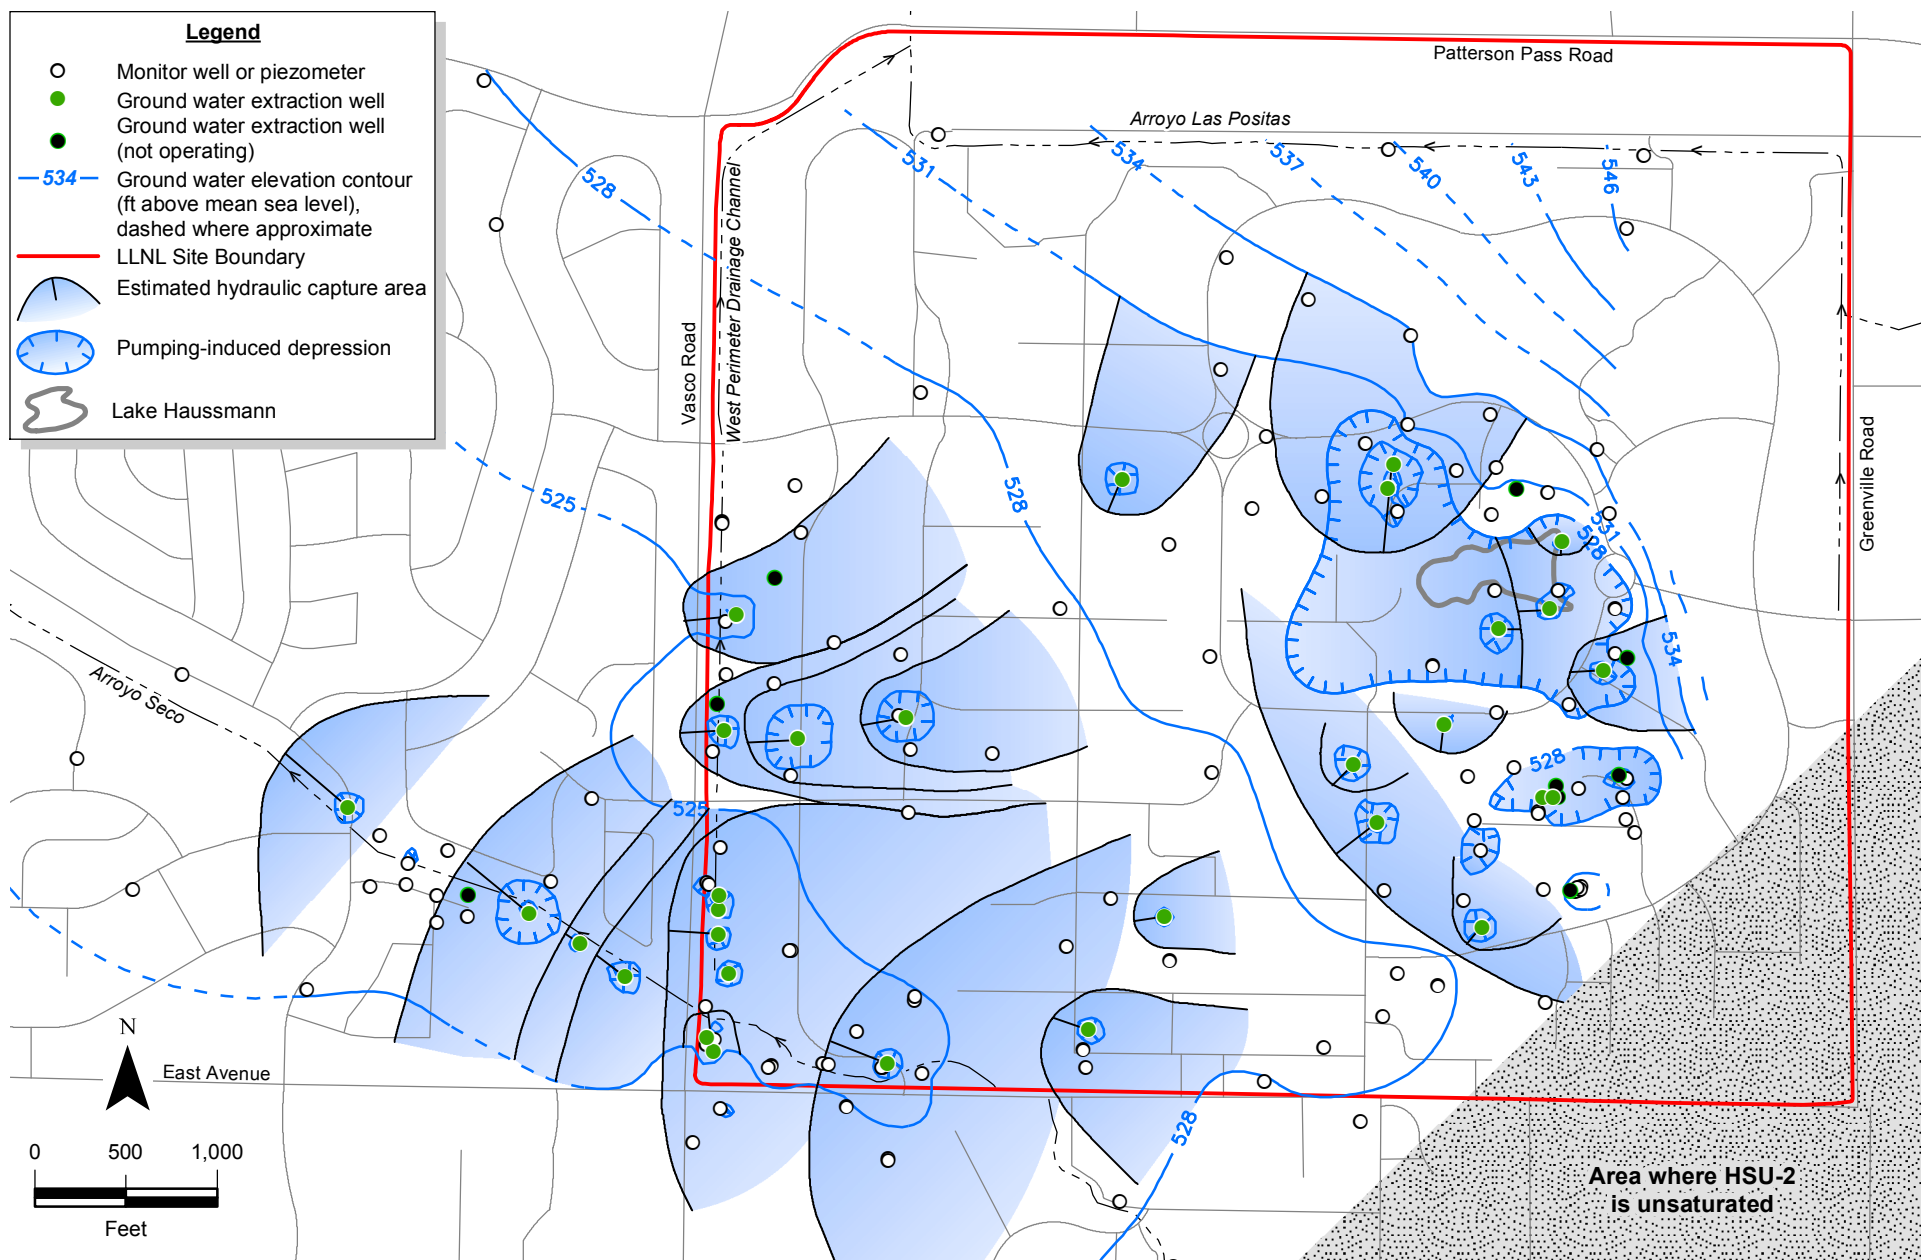 Legend
Monitor well or piezometer
Ground water extraction well
Ground water extraction well
(not operating)
534
Ground water elevation contour
(ft above mean sea level),
dashed where approximate
LLNL Site Boundary
Estimated hydraulic capture area
Pumping-induced depression
Lake Haussmann
Patterson Pass Road
Arroyo Las Positas
528
531
534
537
540
543
546
West Perimeter Drainage Channel
Vasco Road
Greenville Road
525
528
531
528
534
Arroyo Seco
528
525
N
East Avenue
528
0 500 1,000
Feet
Area where HSU-2
is unsaturated